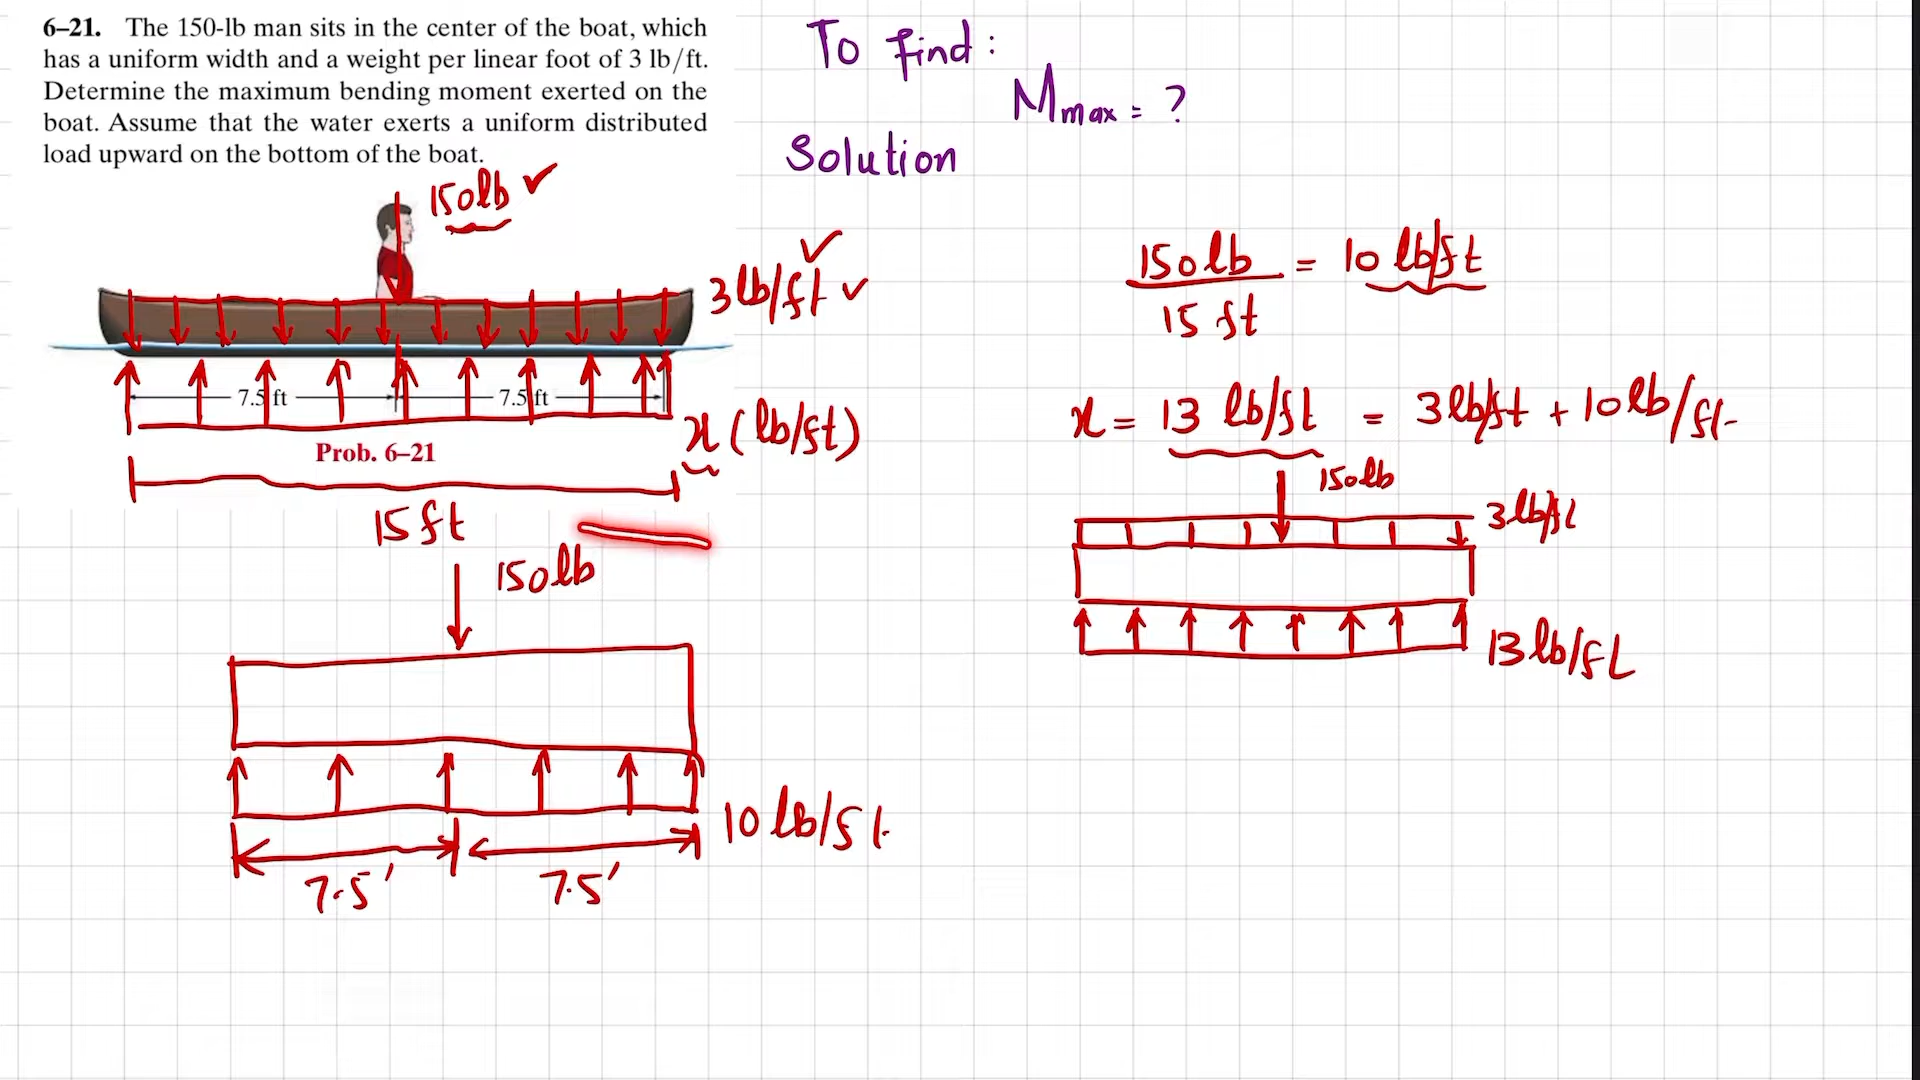 6–21. The 150-lb man sits in the center of the boat, which
has a uniform width and a weight per linear foot of 3 lb/ft.
Determine the maximum bending moment exerted on the
boat. Assume that the water exerts a uniform distributed
load upward on the bottom of the boat.
150lb
3lb/ft
7.5 ft
7.5 ft
x (lb/ft)
Prob. 6–21
15 ft
150lb
10 lb/ft
7.5'
7.5'
To find:
Mmax = ?
Solution
150lb
15 ft
= 10 lb/ft
x = 13 lb/ft = 3lb/ft + 10lb/ft
150lb
3lb/ft
13lb/ft